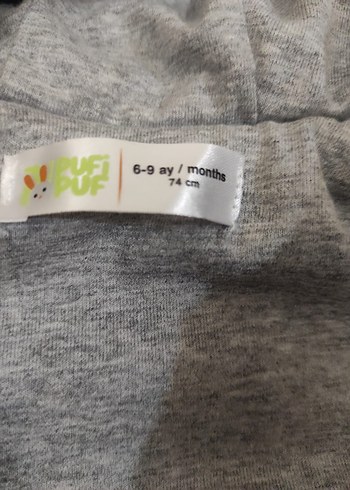 PUFİ
PUF
6-9 ay / months
74 cm